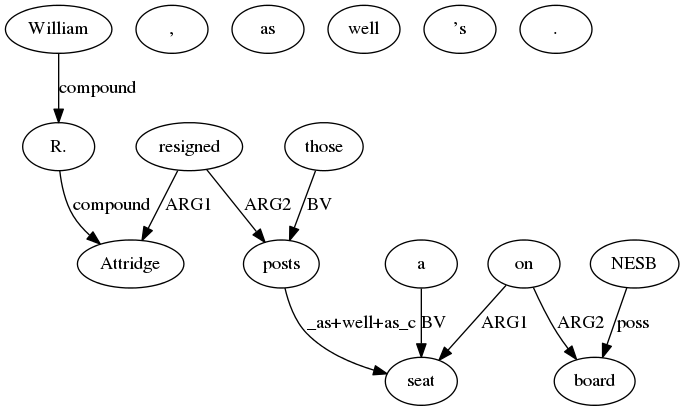 William , as well 's .
compound
R. resigned those
compound ARG1 ARG2 BV
Attridge posts a on NESB
_as+well+as_c BV ARG1 ARG2 poss
seat board